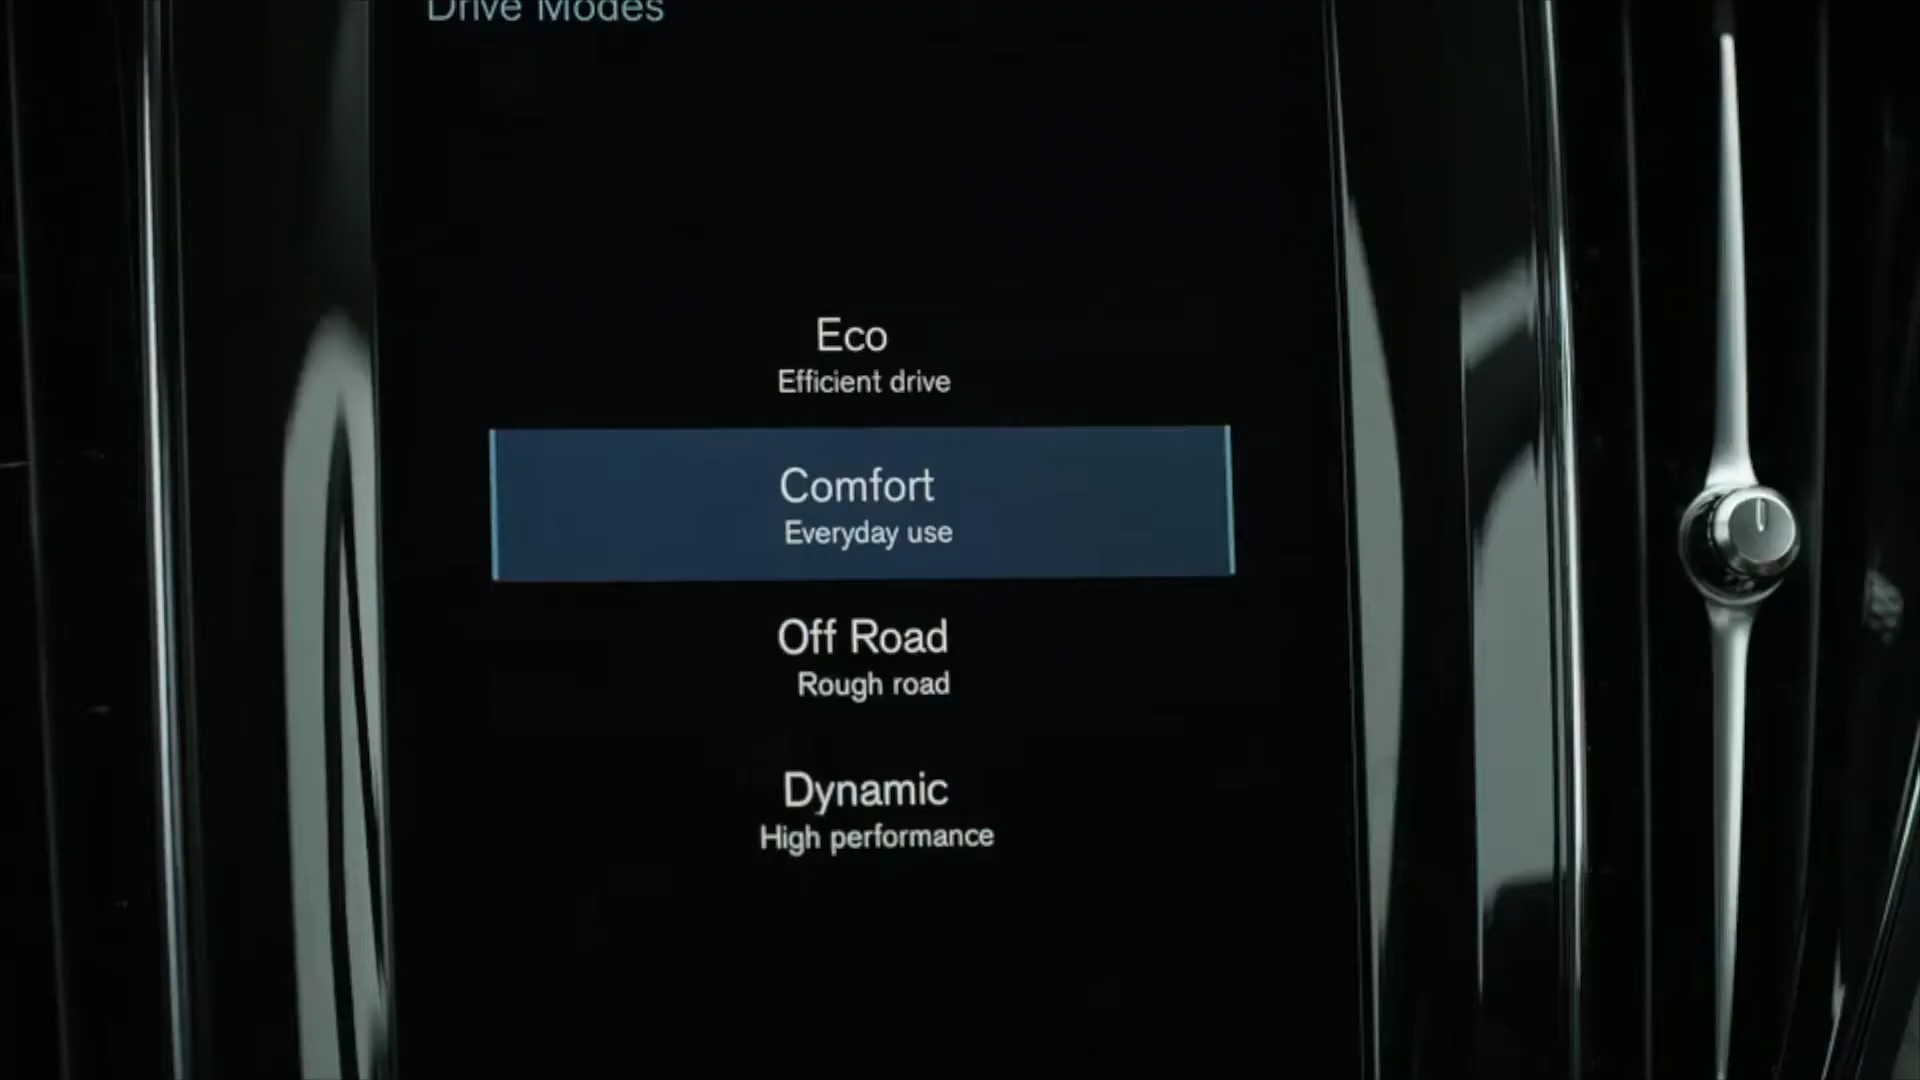 Drive Modes
Eco
Efficient drive
Comfort
Everyday use
Off Road
Rough road
Dynamic
High performance